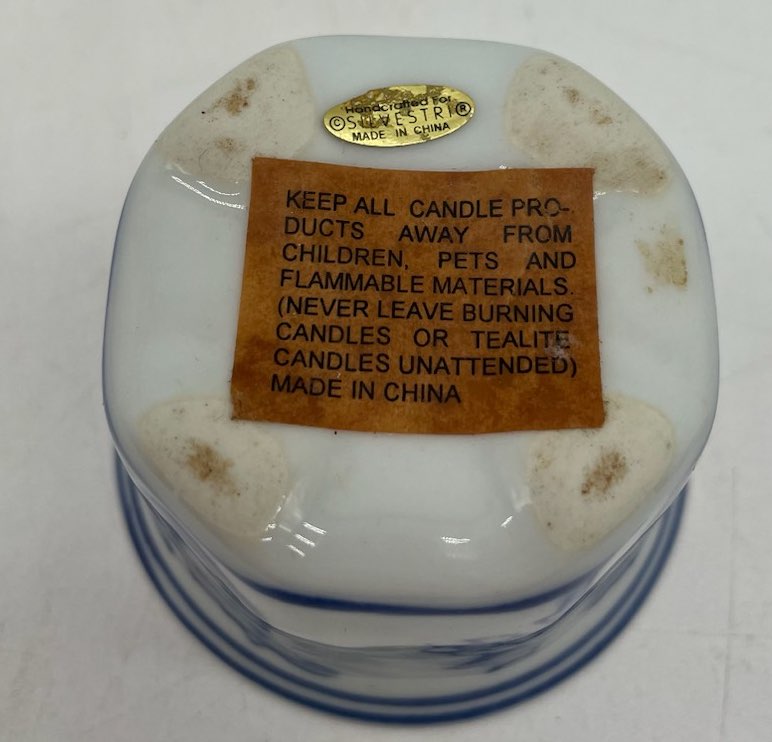 Handcrafted For
©SILVESTRI®
MADE IN CHINA
KEEP ALL CANDLE PRO-
DUCTS AWAY FROM
CHILDREN, PETS AND
FLAMMABLE MATERIALS.
(NEVER LEAVE BURNING
CANDLES OR TEALITE
CANDLES UNATTENDED)
MADE IN CHINA